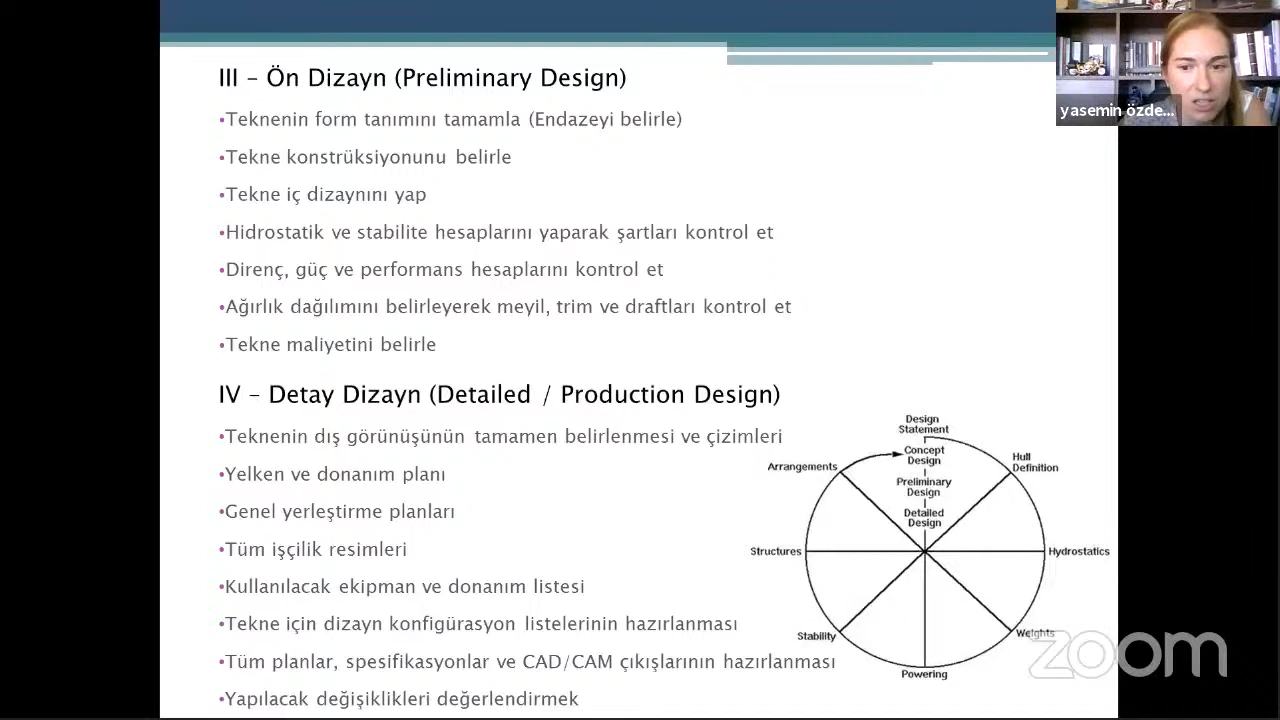 III – Ön Dizayn (Preliminary Design)
•Teknenin form tanımını tamamla (Endazeyi belirle)
•Tekne konstrüksiyonunu belirle
•Tekne iç dizaynını yap
•Hidrostatik ve stabilite hesaplarını yaparak şartları kontrol et
•Direnç, güç ve performans hesaplarını kontrol et
•Ağırlık dağılımını belirleyerek meyil, trim ve draftları kontrol et
•Tekne maliyetini belirle
IV – Detay Dizayn (Detailed / Production Design)
•Teknenin dış görünüşünün tamamen belirlenmesi ve çizimleri
•Yelken ve donanım planı
•Genel yerleştirme planları
•Tüm işçilik resimleri
•Kullanılacak ekipman ve donanım listesi
•Tekne için dizayn konfigürasyon listelerinin hazırlanması
•Tüm planlar, spesifikasyonlar ve CAD/CAM çıkışlarının hazırlanması
•Yapılacak değişiklikleri değerlendirmek
Design
Statement
Concept
Design
Preliminary
Design
Detailed
Design
Hull
Definition
Hydrostatics
Weights
Powering
Stability
Structures
Arrangements
yasemin özde...
zoom